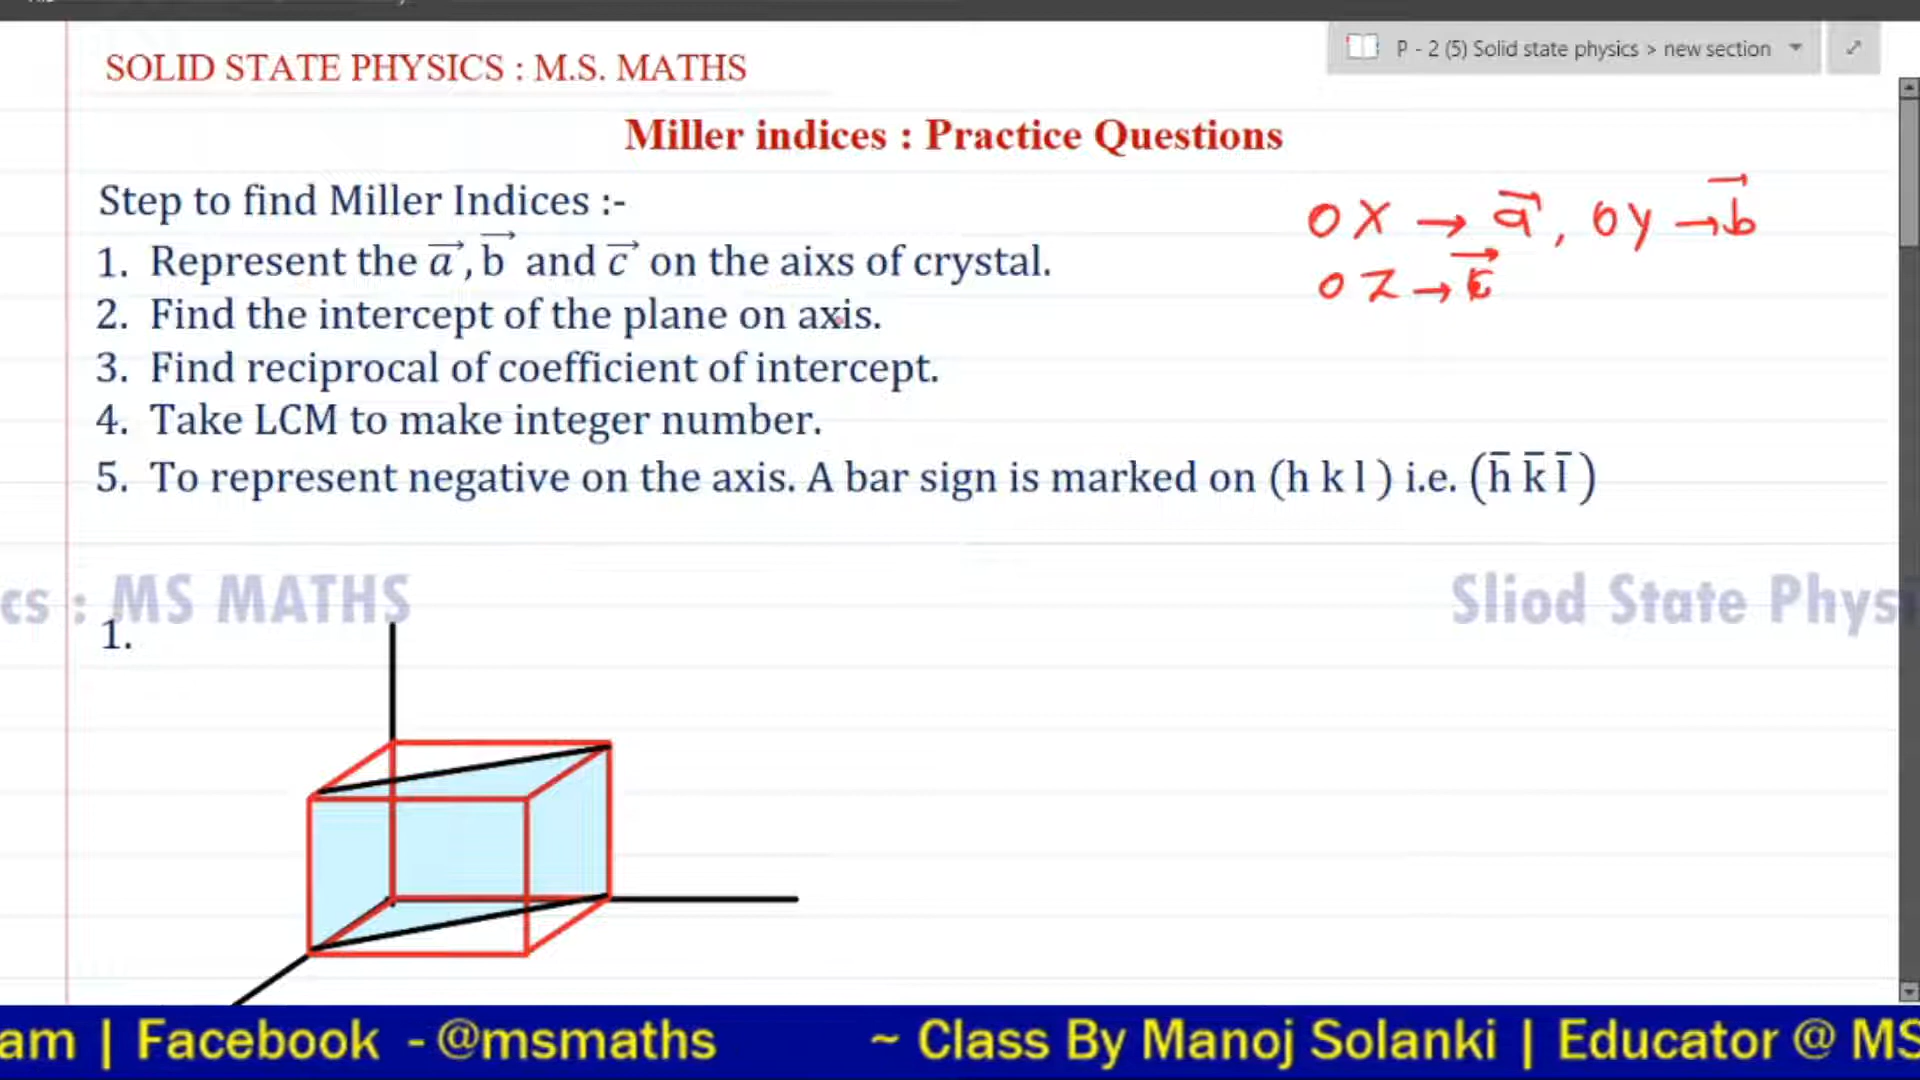 P - 2 (5) Solid state physics > new section
SOLID STATE PHYSICS : M.S. MATHS
Miller indices : Practice Questions
Step to find Miller Indices :-
OX → a⃗, OY → b⃗
OZ → c⃗
1. Represent the a⃗, b⃗ and c⃗ on the aixs of crystal.
2. Find the intercept of the plane on axis.
3. Find reciprocal of coefficient of intercept.
4. Take LCM to make integer number.
5. To represent negative on the axis. A bar sign is marked on (h k l ) i.e. (h̄ k̄ l̄ )
cs : MS MATHS
Sliod State Physi
1.
am | Facebook - @msmaths ~ Class By Manoj Solanki | Educator @ MS